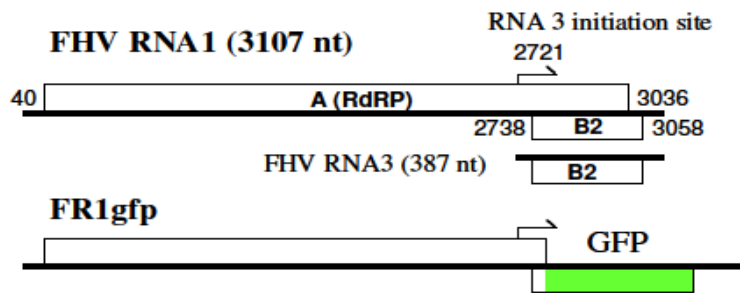 RNA 3 initiation site
FHV RNA1 (3107 nt)
2721
40
A (RdRP)
3036
2738
B2
3058
FHV RNA3 (387 nt)
B2
FR1gfp
GFP